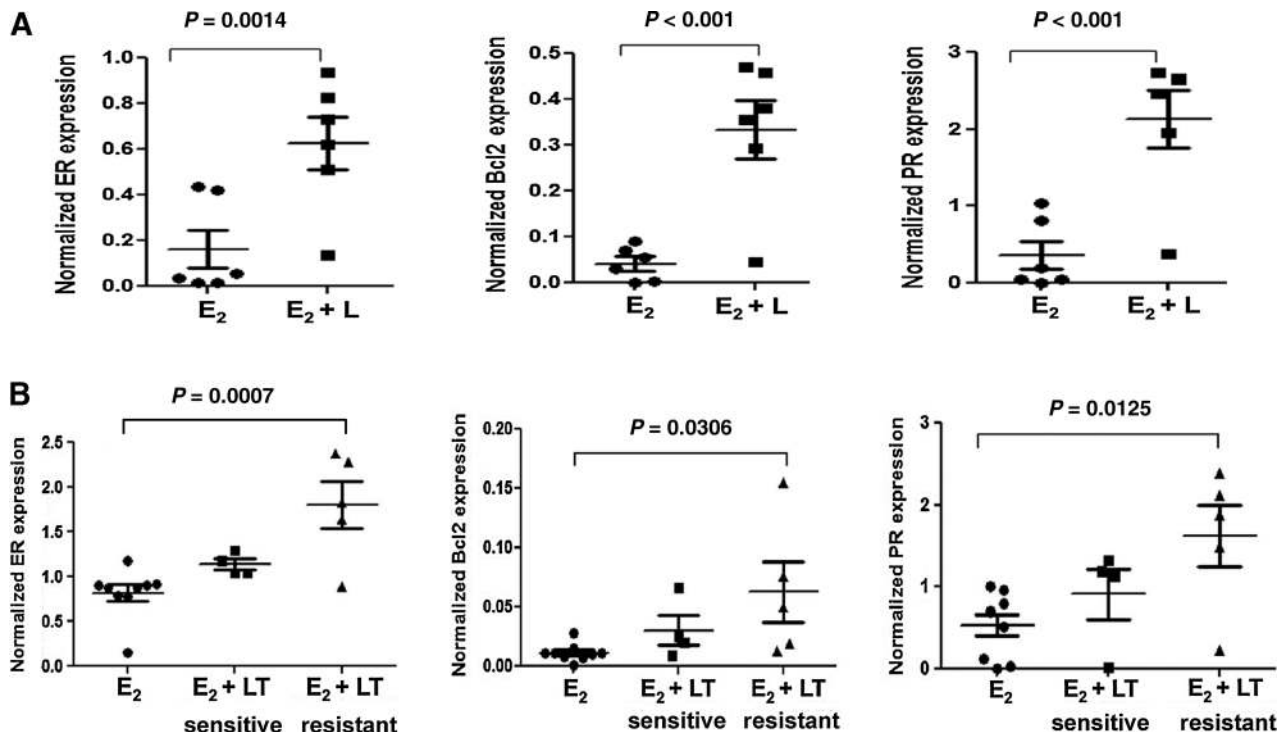 A
P = 0.0014
Normalized ER expression
1.0
0.8
0.6
0.4
0.2
0.0
E₂
E₂ + L
P < 0.001
Normalized Bcl2 expression
0.5
0.4
0.3
0.2
0.1
0.0
E₂
E₂ + L
P < 0.001
Normalized PR expression
3
2
1
0
E₂
E₂ + L
B
P = 0.0007
Normalized ER expression
2.5
2.0
1.5
1.0
0.5
0.0
E₂
E₂ + LT
E₂ + LT
sensitive
resistant
P = 0.0306
Normalized Bcl2 expression
0.20
0.15
0.10
0.05
0.00
E₂
E₂ + LT
E₂ + LT
sensitive
resistant
P = 0.0125
Normalized PR expression
3
2
1
0
E₂
E₂ + LT
E₂ + LT
sensitive
resistant